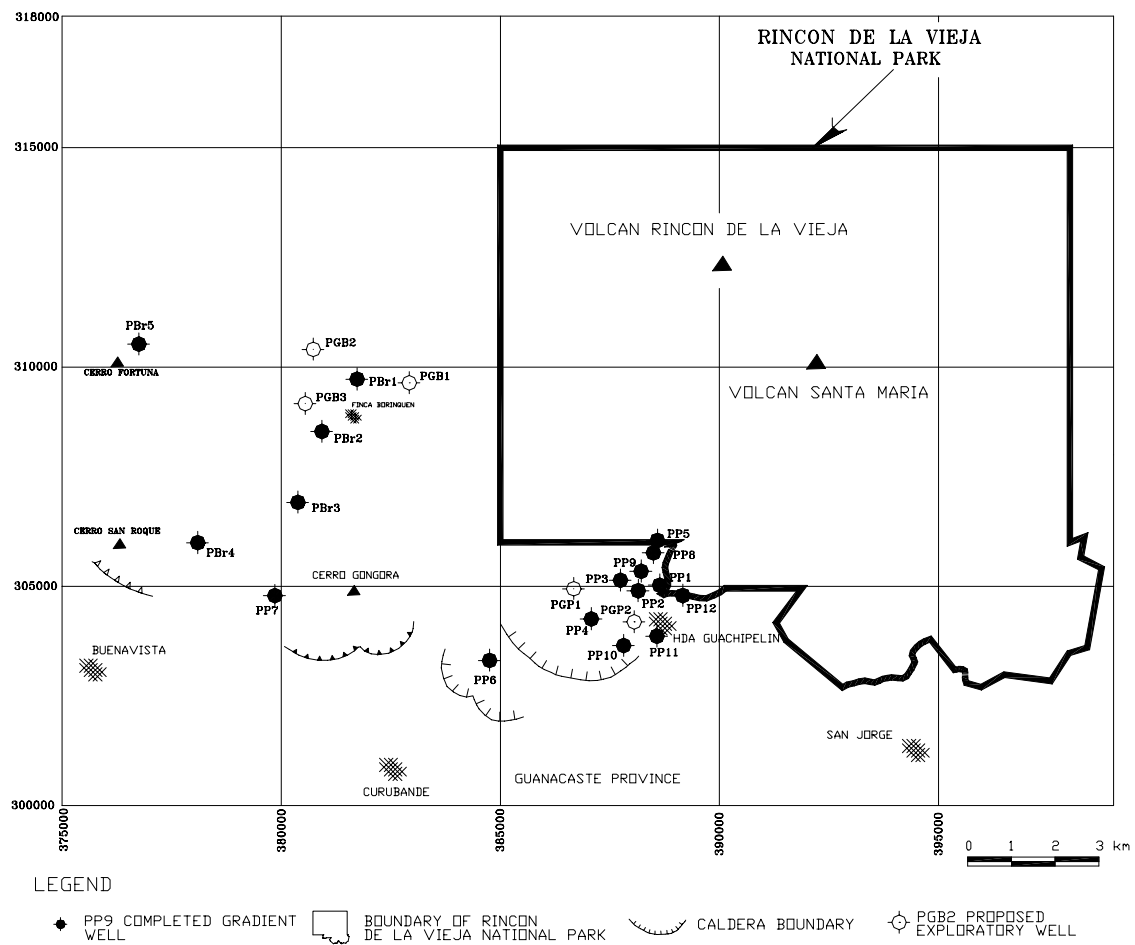 318000
RINCON DE LA VIEJA
NATIONAL PARK
315000
VOLCAN RINCON DE LA VIEJA
PBr5
PGB2
310000
CERRO FORTUNA
PBr1
PGB1
PGB3
FINCA BORINQUEN
VOLCAN SANTA MARIA
PBr2
PBr3
CERRO SAN ROQUE
PBr4
PP5
PP8
PP9
PP3
PP1
305000
CERRO GONGORA
PP7
PGP1
PGP2
PP2
PP12
PP4
HDA GUACHIPELIN
PP10
PP11
BUENAVISTA
PP6
SAN JORGE
CURUBANDE
GUANACASTE PROVINCE
300000
375000
380000
385000
390000
395000
0 1 2 3 km
LEGEND
PP9 COMPLETED GRADIENT
WELL
BOUNDARY OF RINCON
DE LA VIEJA NATIONAL PARK
CALDERA BOUNDARY
PGB2 PROPOSED
EXPLORATORY WELL